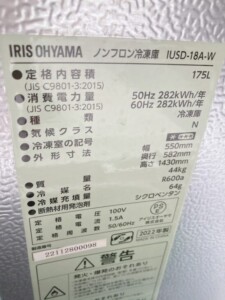 IRIS OHYAMA ノンフロン冷凍庫 IUSD-18A-W
●定格内容積 175L
(JIS C9801-3:2015)
●消費電力量 50Hz 282kWh/年
(JIS C9801-3:2015) 60Hz 282kWh/年
●種類 冷凍庫
●気候クラス N
●冷凍室の記号
●外形寸法 幅 550mm
奥行 582mm
高さ 1430mm
●質量 44kg
●冷媒名 R600a
●冷媒充填量 64g
●断熱材用発泡剤 シクロペンタン
定格電圧 100V
定格電流 1.5A
定格周波数 50/60Hz
2022年製
22112800098
警告